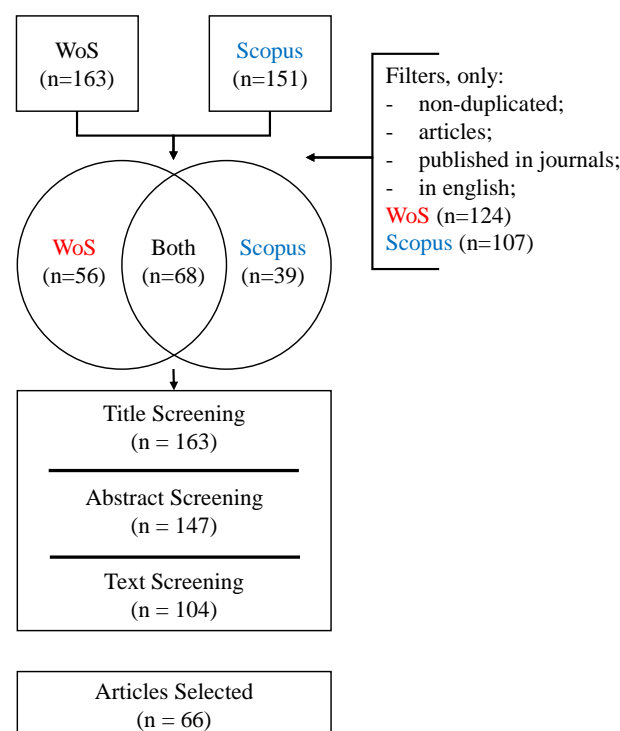 WoS
(n=163)
Scopus
(n=151)
Filters, only:
- non-duplicated;
- articles;
- published in journals;
- in english;
WoS (n=124)
Scopus (n=107)
WoS
(n=56)
Both
(n=68)
Scopus
(n=39)
Title Screening
(n = 163)
Abstract Screening
(n = 147)
Text Screening
(n = 104)
Articles Selected
(n = 66)